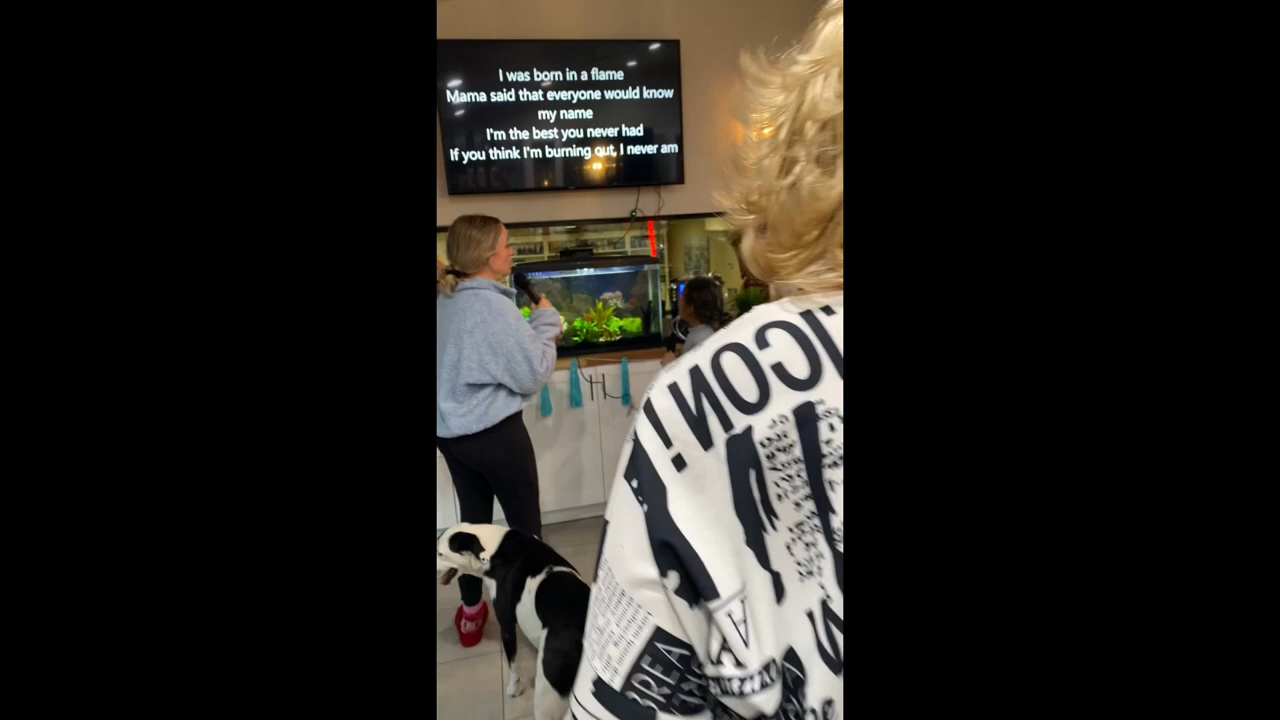 I was born in a flame
Mama said that everyone would know
my name
I'm the best you never had
If you think I'm burning out, I never am
ICON!